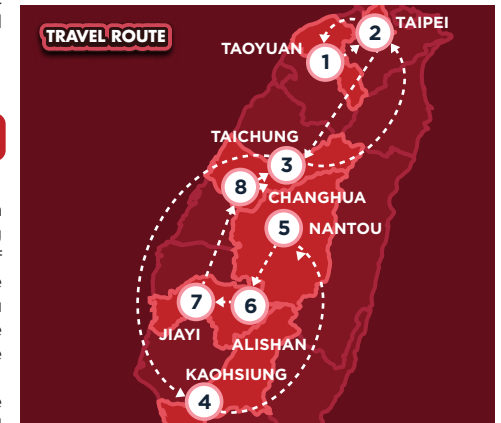 TRAVEL ROUTE
TAIPEI
2
TAOYUAN
1
TAICHUNG
3
8
CHANGHUA
5
NANTOU
7
6
JIAYI
ALISHAN
KAOHSIUNG
4